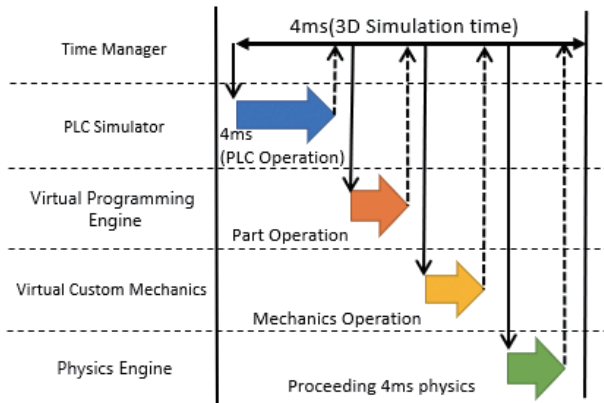 4ms(3D Simulation time)
Time Manager
PLC Simulator
4ms
(PLC Operation)
Virtual Programming
Engine
Part Operation
Virtual Custom Mechanics
Mechanics Operation
Physics Engine
Proceeding 4ms physics